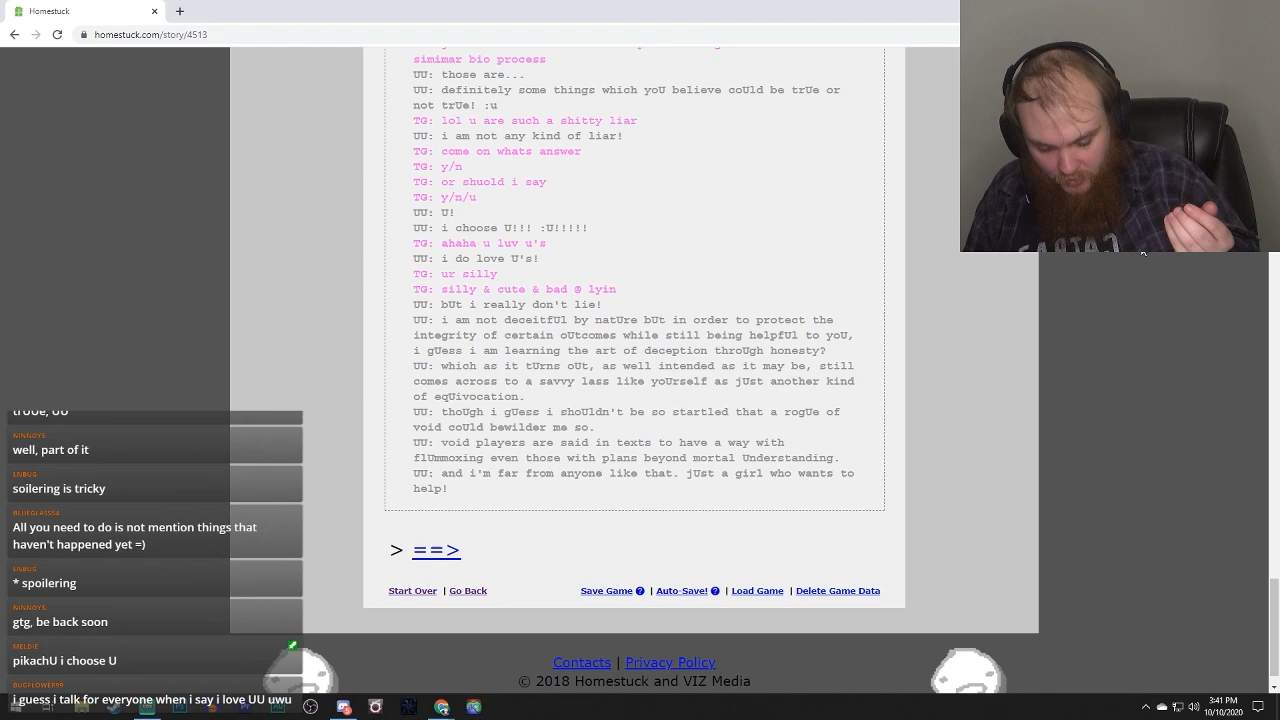 Homestuck
homestuck.com/story/4513
simimar bio process
UU: those are...
UU: definitely some things which yoU believe coUld be trUe or
not trUe! :u
TG: lol u are such a shitty liar
UU: i am not any kind of liar!
TG: come on whats answer
TG: y/n
TG: or shuold i say
TG: y/n/u
UU: U!
UU: i choose U!!! :U!!!!!
TG: ahaha u luv u's
UU: i do love U's!
TG: ur silly
TG: silly & cute & bad @ lyin
UU: bUt i really don't lie!
UU: i am not deceitfUl by natUre bUt in order to protect the
integrity of certain oUtcomes while still being helpfUl to yoU,
i gUess i am learning the art of deception throUgh honesty?
UU: which as it tUrns oUt, as well intended as it may be, still
comes across to a savvy lass like yoUrself as jUst another kind
of eqUivocation.
UU: thoUgh i gUess i shoUldn't be so startled that a rogUe of
void coUld bewilder me so.
UU: void players are said in texts to have a way with
flUmmoxing even those with plans beyond mortal Understanding.
UU: and i'm far from anyone like that. jUst a girl who wants to
help!
> ==>
Start Over | Go Back
Save Game ? | Auto-Save! ? | Load Game | Delete Game Data
Contacts | Privacy Policy
© 2018 Homestuck and VIZ Media
trUUe, UU
NINNOYS
well, part of it
LNBUG
soilering is tricky
BLUEGLASS54
All you need to do is not mention things that
haven't happened yet =)
LNBUG
* spoilering
NINNOYS
gtg, be back soon
MELDIE
pikachU i choose U
BUGFLOWER99
i guess i talk for everyone when i say i love UU uwu
3:41 PM
10/10/2020